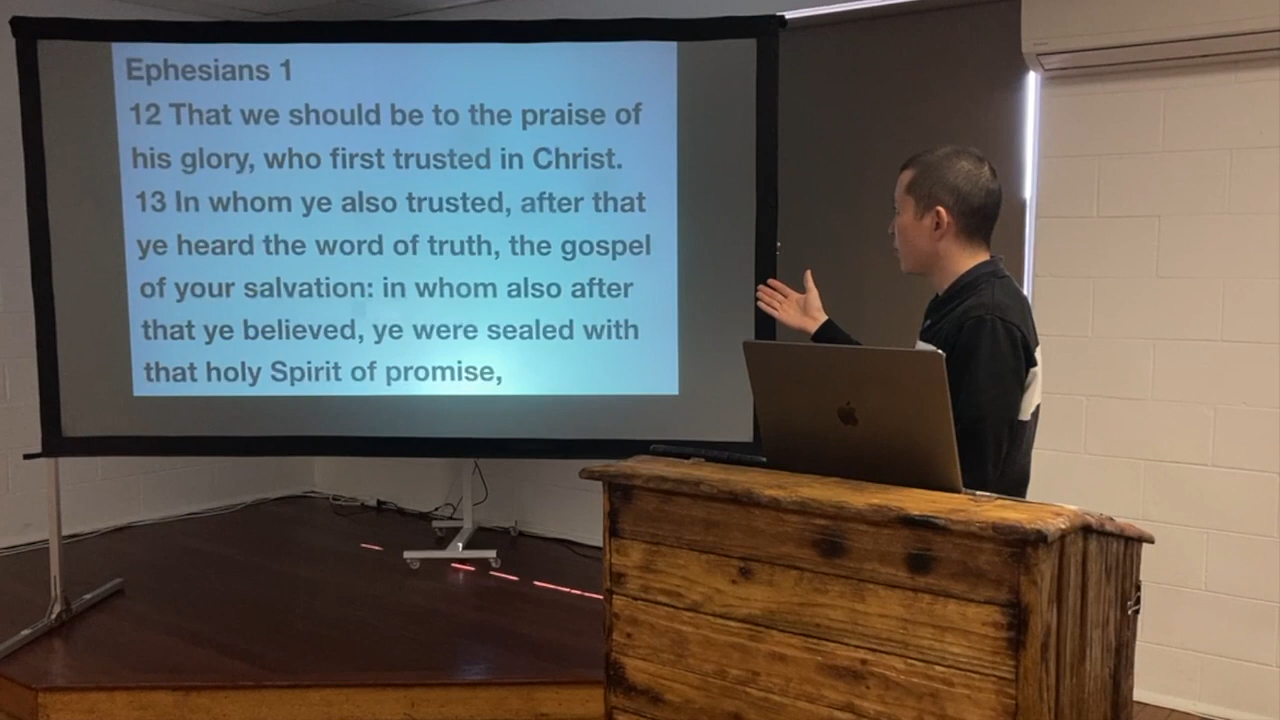 Ephesians 1
12 That we should be to the praise of
his glory, who first trusted in Christ.
13 In whom ye also trusted, after that
ye heard the word of truth, the gospel
of your salvation: in whom also after
that ye believed, ye were sealed with
that holy Spirit of promise,